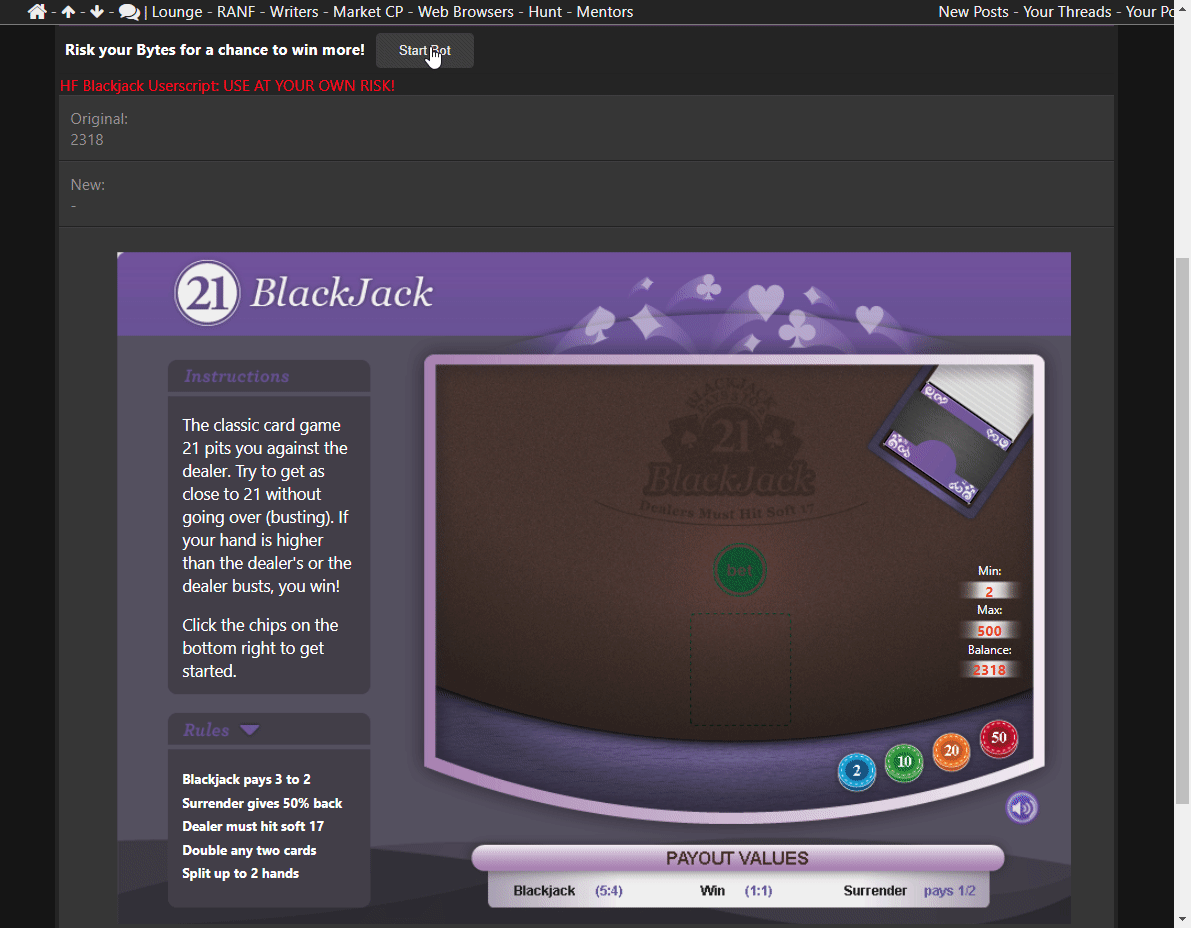 | Lounge - RANF - Writers - Market CP - Web Browsers - Hunt - Mentors
New Posts - Your Threads - Your Po
Risk your Bytes for a chance to win more!
Start Bot
HF Blackjack Userscript: USE AT YOUR OWN RISK!
Original:
2318
New:
-
21 BlackJack
Instructions
The classic card game
21 pits you against the
dealer. Try to get as
close to 21 without
going over (busting). If
your hand is higher
than the dealer's or the
dealer busts, you win!
Click the chips on the
bottom right to get
started.
Rules
Blackjack pays 3 to 2
Surrender gives 50% back
Dealer must hit soft 17
Double any two cards
Split up to 2 hands
21
BlackJack
Dealers Must Hit Soft 17
bet
Min:
2
Max:
500
Balance:
2318
2
10
20
50
PAYOUT VALUES
Blackjack (5:4) Win (1:1) Surrender pays 1/2